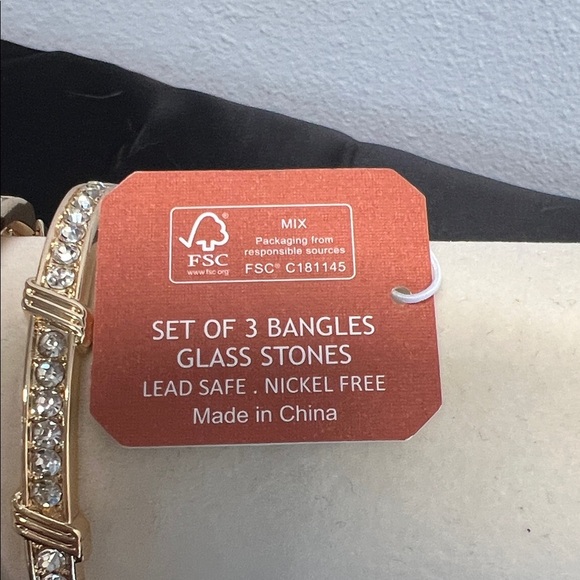 FSC
www.fsc.org
MIX
Packaging from
responsible sources
FSC® C181145
SET OF 3 BANGLES
GLASS STONES
LEAD SAFE . NICKEL FREE
Made in China